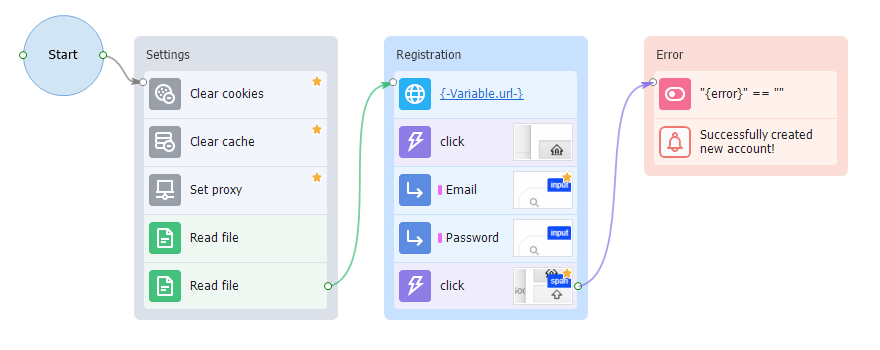 Start
Settings
Clear cookies
Clear cache
Set proxy
Read file
Read file
Registration
{-Variable.url-}
click
Email
input
Password
input
click
span
Error
"{error}" == ""
Successfully created
new account!